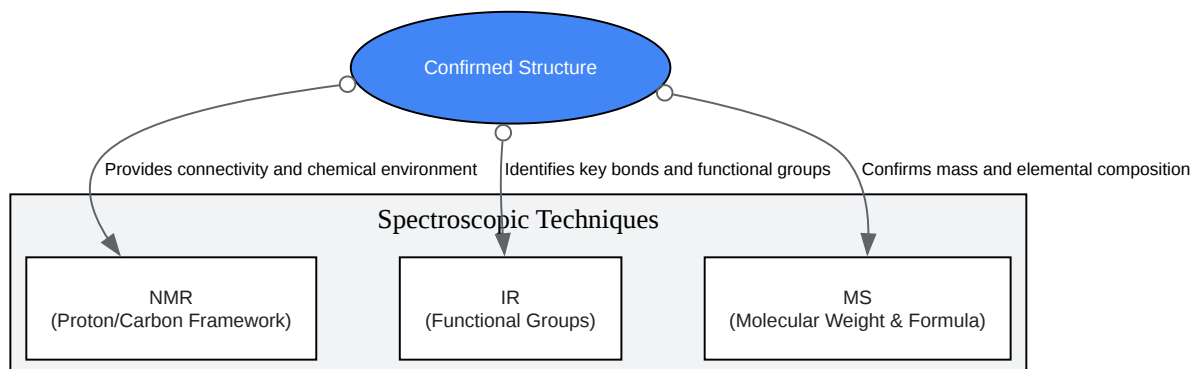 Confirmed Structure
Provides connectivity and chemical environment
Identifies key bonds and functional groups
Confirms mass and elemental composition
Spectroscopic Techniques
NMR
(Proton/Carbon Framework)
IR
(Functional Groups)
MS
(Molecular Weight & Formula)